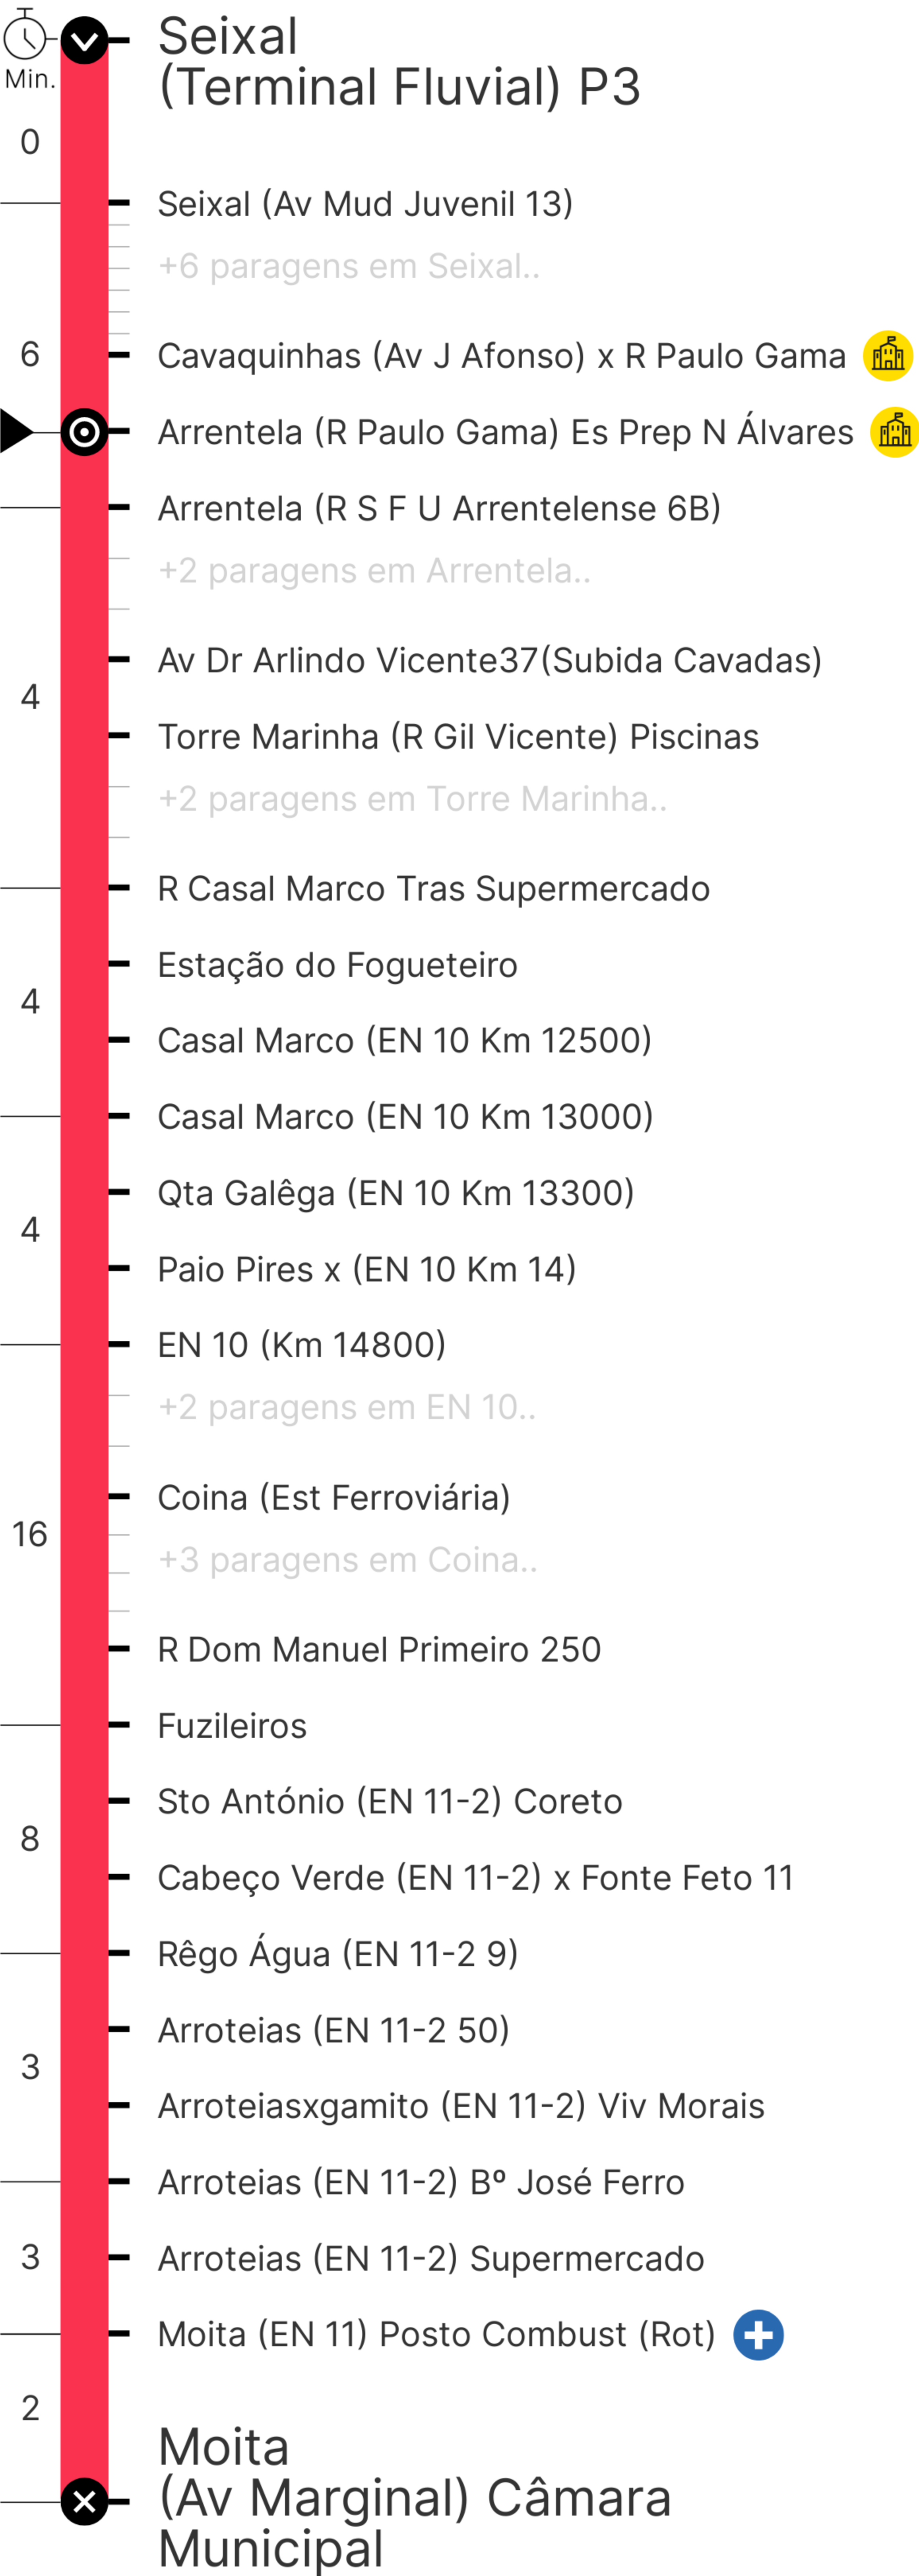 Seixal
(Terminal Fluvial) P3
Min.
0
Seixal (Av Mud Juvenil 13)
+6 paragens em Seixal..
6
Cavaquinhas (Av J Afonso) x R Paulo Gama
Arrentela (R Paulo Gama) Es Prep N Álvares
Arrentela (R S F U Arrentelense 6B)
+2 paragens em Arrentela..
Av Dr Arlindo Vicente37(Subida Cavadas)
4
Torre Marinha (R Gil Vicente) Piscinas
+2 paragens em Torre Marinha..
R Casal Marco Tras Supermercado
Estação do Fogueteiro
4
Casal Marco (EN 10 Km 12500)
Casal Marco (EN 10 Km 13000)
Qta Galêga (EN 10 Km 13300)
4
Paio Pires x (EN 10 Km 14)
EN 10 (Km 14800)
+2 paragens em EN 10..
Coina (Est Ferroviária)
16
+3 paragens em Coina..
R Dom Manuel Primeiro 250
Fuzileiros
Sto António (EN 11-2) Coreto
8
Cabeço Verde (EN 11-2) x Fonte Feto 11
Rêgo Água (EN 11-2 9)
Arroteias (EN 11-2 50)
3
Arroteiasxgamito (EN 11-2) Viv Morais
Arroteias (EN 11-2) Bº José Ferro
3
Arroteias (EN 11-2) Supermercado
Moita (EN 11) Posto Combust (Rot)
2
Moita
(Av Marginal) Câmara
Municipal